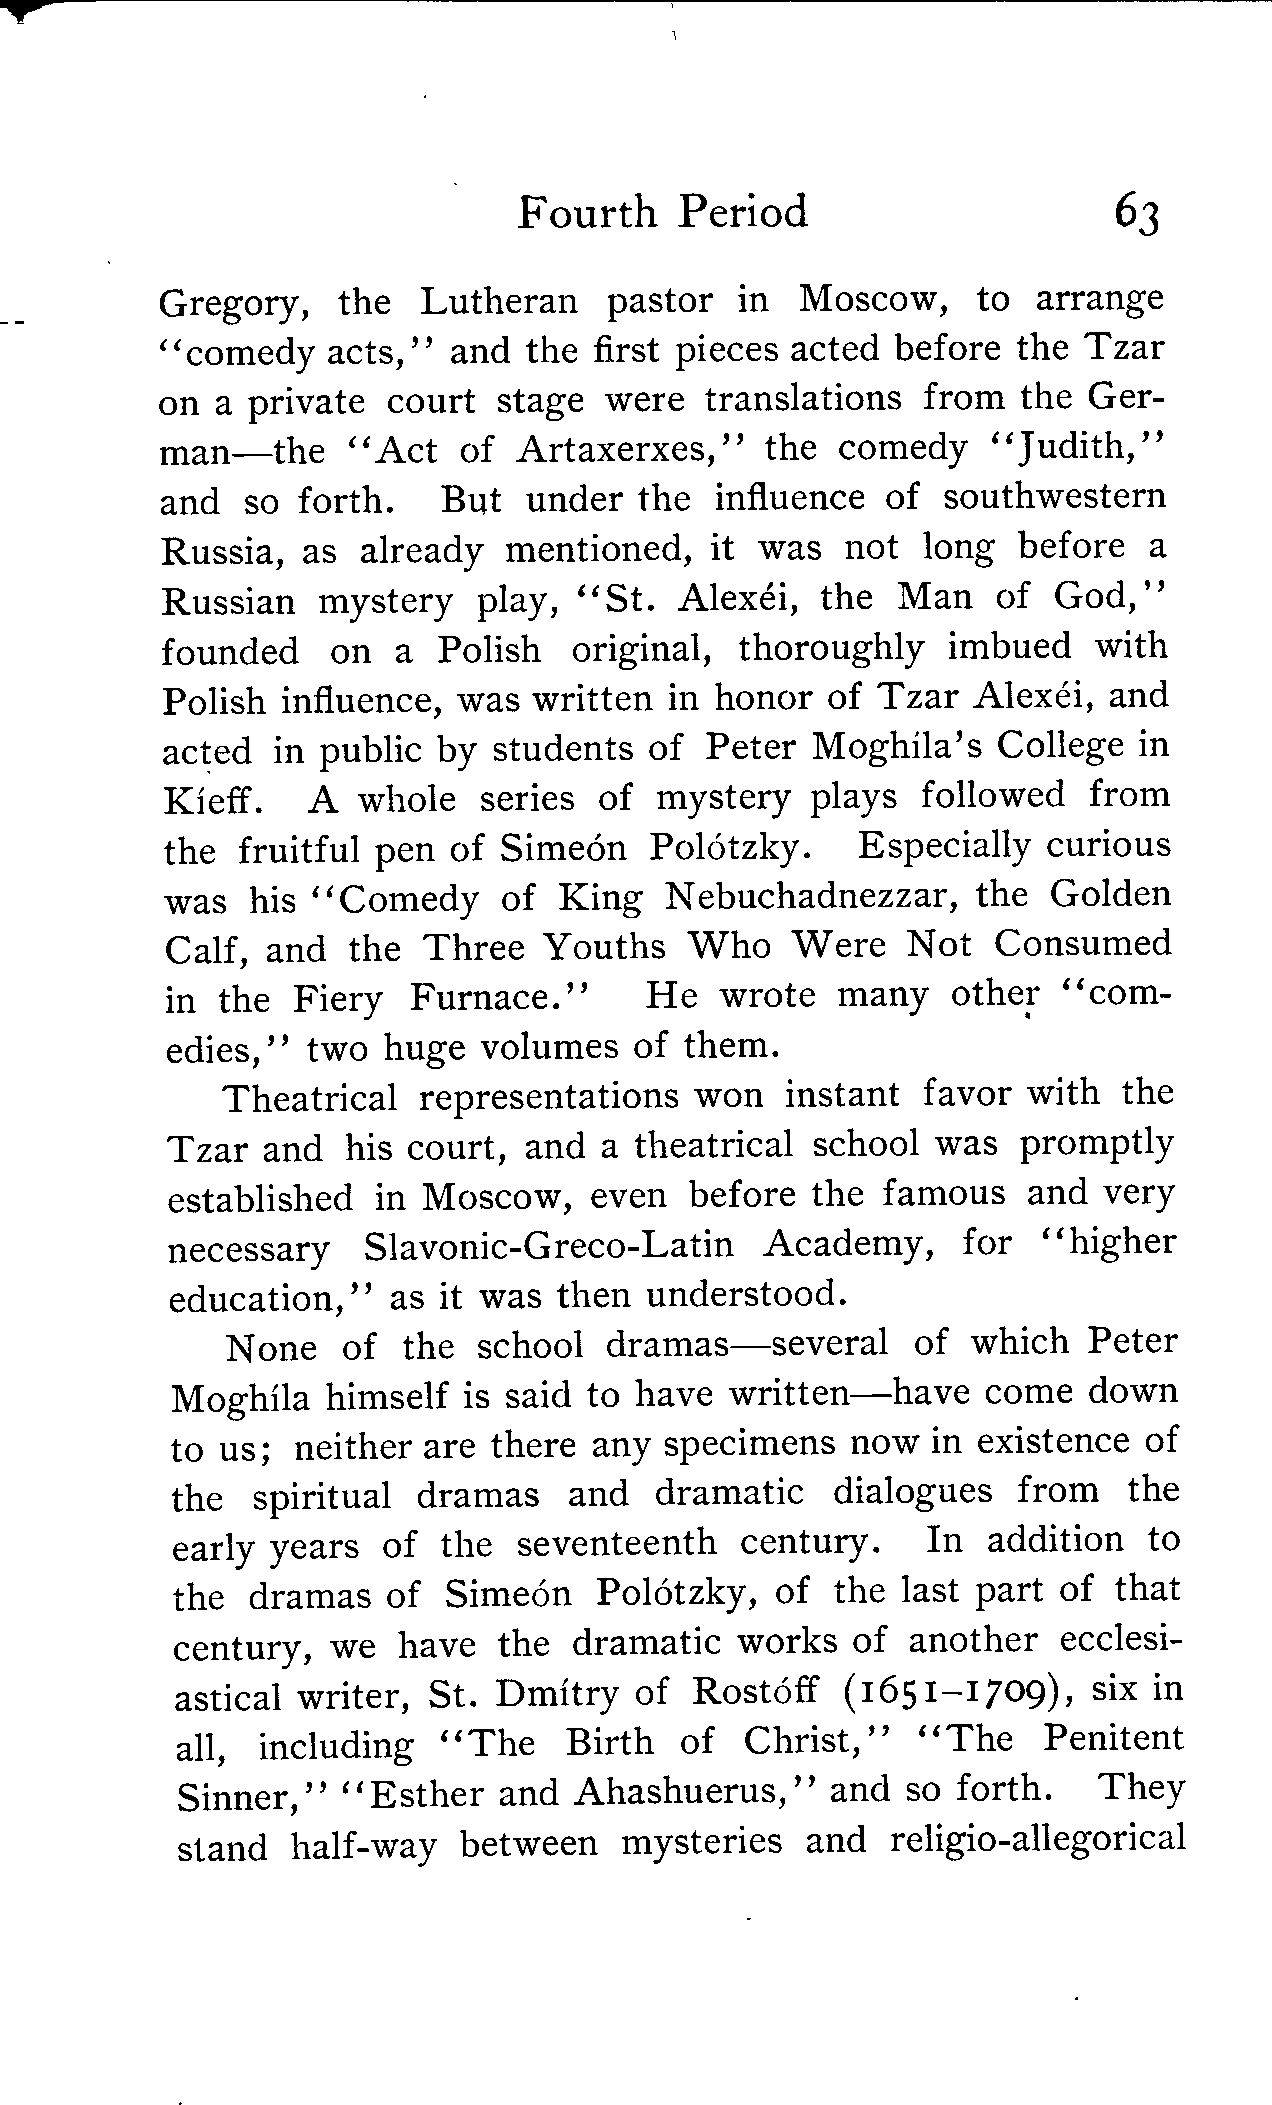 Fourth Period 63
Gregory, the Lutheran pastor in Moscow, to arrange
"comedy acts," and the first pieces acted before the Tzar
on a private court stage were translations from the Ger-
man—the "Act of Artaxerxes," the comedy "Judith,"
and so forth. But under the influence of southwestern
Russia, as already mentioned, it was not long before a
Russian mystery play, "St. Alexéi, the Man of God,"
founded on a Polish original, thoroughly imbued with
Polish influence, was written in honor of Tzar Alexéi, and
acted in public by students of Peter Moghíla's College in
Kíeff. A whole series of mystery plays followed from
the fruitful pen of Simeón Polótzky. Especially curious
was his "Comedy of King Nebuchadnezzar, the Golden
Calf, and the Three Youths Who Were Not Consumed
in the Fiery Furnace." He wrote many other "com-
edies," two huge volumes of them.
Theatrical representations won instant favor with the
Tzar and his court, and a theatrical school was promptly
established in Moscow, even before the famous and very
necessary Slavonic-Greco-Latin Academy, for "higher
education," as it was then understood.
None of the school dramas—several of which Peter
Moghíla himself is said to have written—have come down
to us; neither are there any specimens now in existence of
the spiritual dramas and dramatic dialogues from the
early years of the seventeenth century. In addition to
the dramas of Simeón Polótzky, of the last part of that
century, we have the dramatic works of another ecclesi-
astical writer, St. Dmítry of Rostóff (1651-1709), six in
all, including "The Birth of Christ," "The Penitent
Sinner," "Esther and Ahashuerus," and so forth. They
stand half-way between mysteries and religio-allegorical